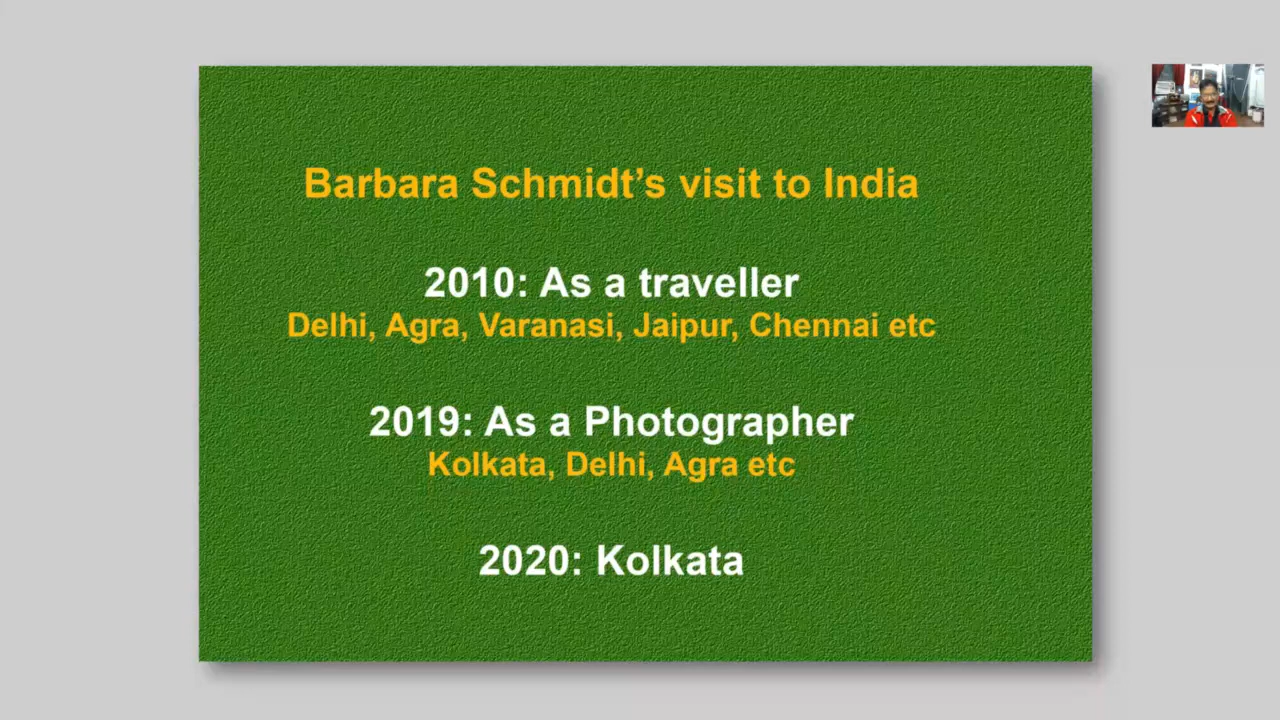 Barbara Schmidt’s visit to India
2010: As a traveller
Delhi, Agra, Varanasi, Jaipur, Chennai etc
2019: As a Photographer
Kolkata, Delhi, Agra etc
2020: Kolkata